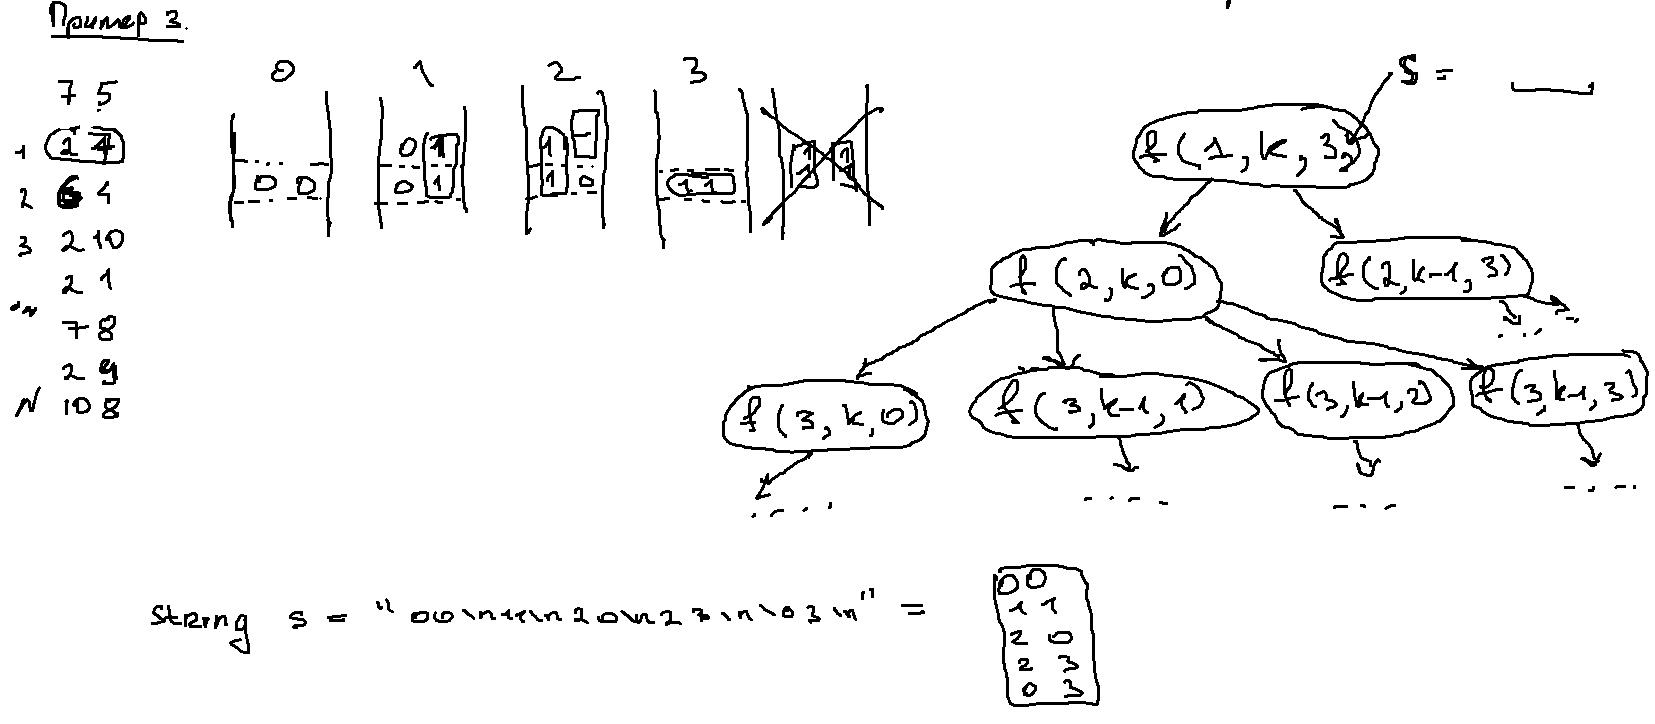 Пример 3.
7 5
1 2 4
2 6 4
3 2 10
2 1
7 8
2 9
N 10 8
0 1 2 3
0 0
0 1
0 1
1 -
1 0
1 1
1 1
1 1
S =
f(1, k, 3,
f(2, k, 0)
f(2, k-1, 3)
f(3, k, 0)
f(3, k-1, 1)
f(3, k-1, 2)
f(3, k-1, 3)
String s = "00\n11\n20\n23\n\03\n" =
0 0
1 1
2 0
2 3
0 3